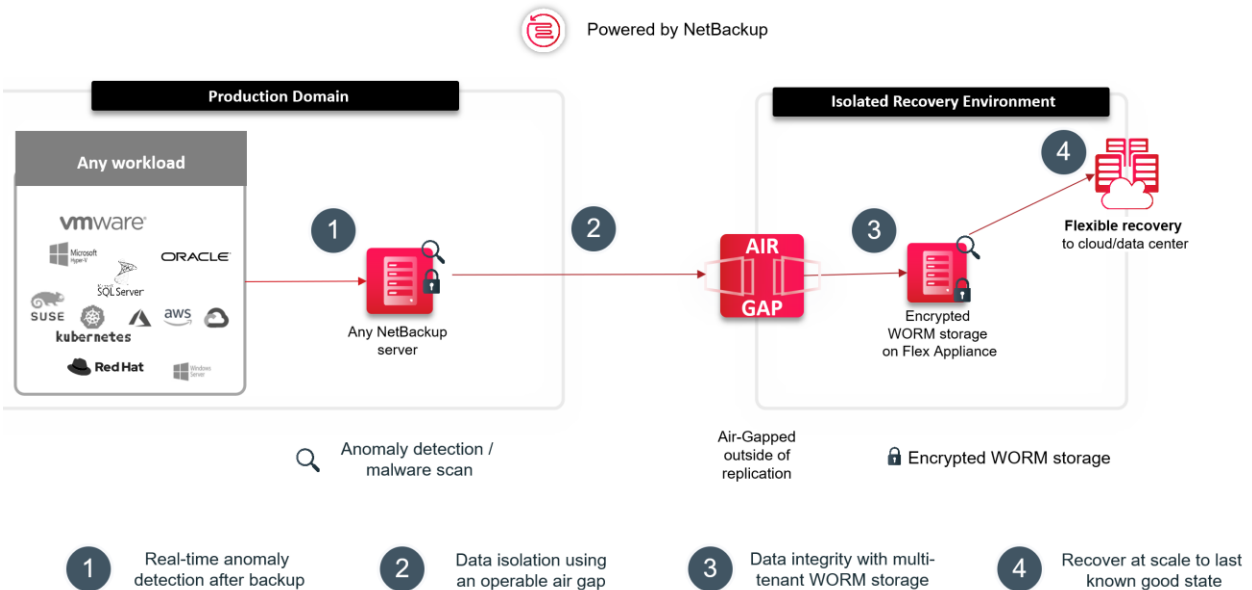 Powered by NetBackup
Production Domain
Isolated Recovery Environment
Any workload
4
vmware
1
2
3
Flexible recovery
to cloud/data center
Microsoft
Hyper-V
ORACLE
AIR
GAP
Microsoft
SQL Server
SUSE
aws
kubernetes
Any NetBackup
server
Encrypted
WORM storage
on Flex Appliance
Red Hat
Windows
Server
Anomaly detection /
malware scan
Air-Gapped
outside of
replication
Encrypted WORM storage
1
Real-time anomaly
detection after backup
2
Data isolation using
an operable air gap
3
Data integrity with multi-
tenant WORM storage
4
Recover at scale to last
known good state